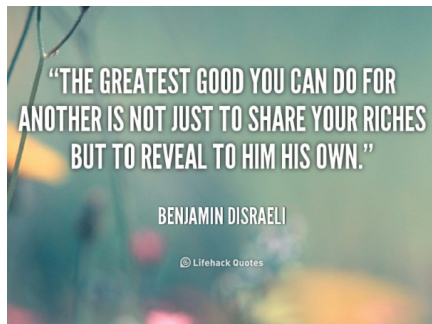 “THE GREATEST GOOD YOU CAN DO FOR
ANOTHER IS NOT JUST TO SHARE YOUR RICHES
BUT TO REVEAL TO HIM HIS OWN.”
BENJAMIN DISRAELI
Lifehack Quotes